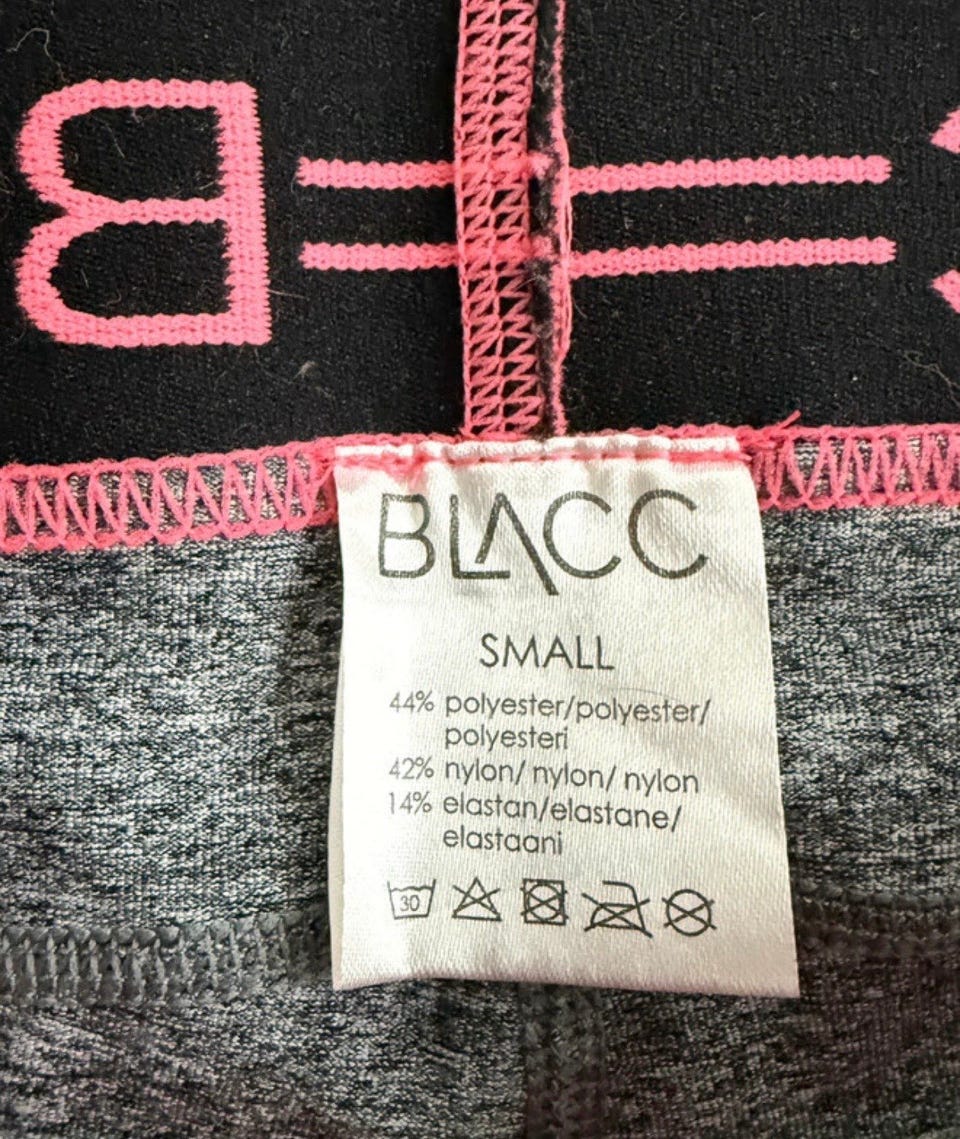 B
BLACC
SMALL
44% polyester/polyester/
polyesteri
42% nylon/ nylon/ nylon
14% elastan/elastane/
elastaani
30